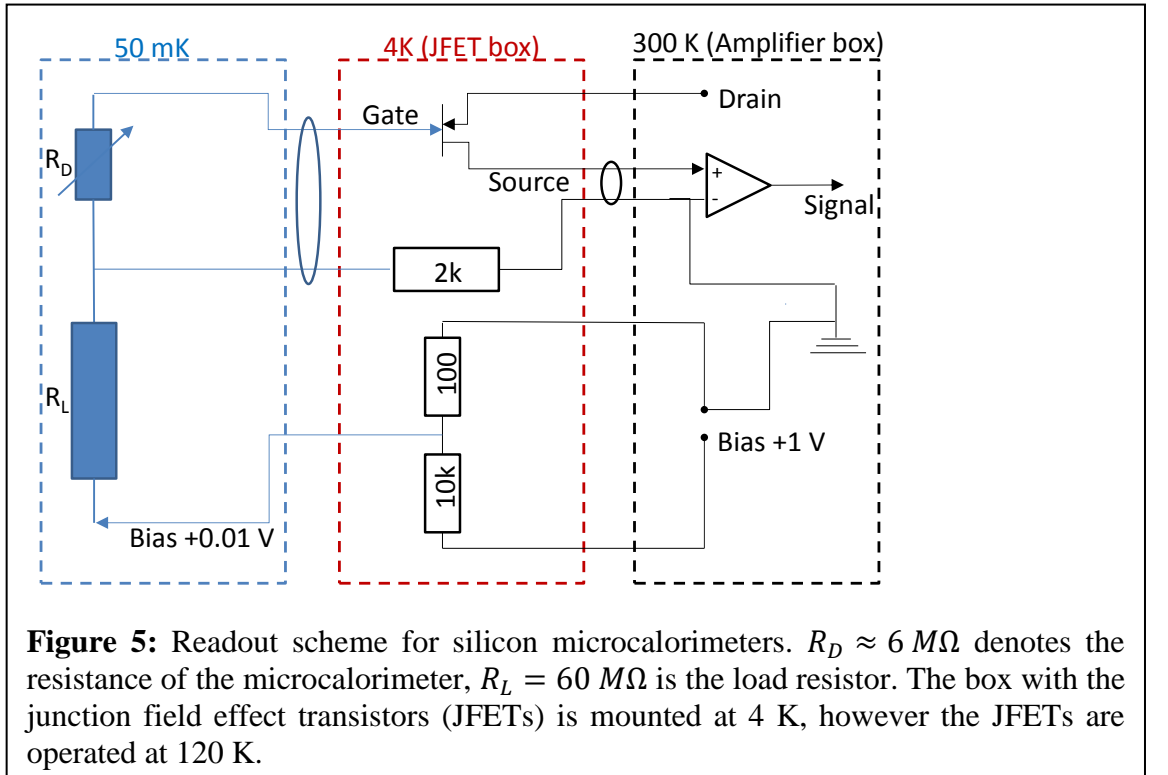 50 mK
4K (JFET box)
300 K (Amplifier box)
Drain
Gate
R_D
+
Source
-
Signal
2k
100
R_L
Bias +1 V
10k
Bias +0.01 V
Figure 5: Readout scheme for silicon microcalorimeters. R_D ≈ 6 MΩ denotes the
resistance of the microcalorimeter, R_L = 60 MΩ is the load resistor. The box with the
junction field effect transistors (JFETs) is mounted at 4 K, however the JFETs are
operated at 120 K.